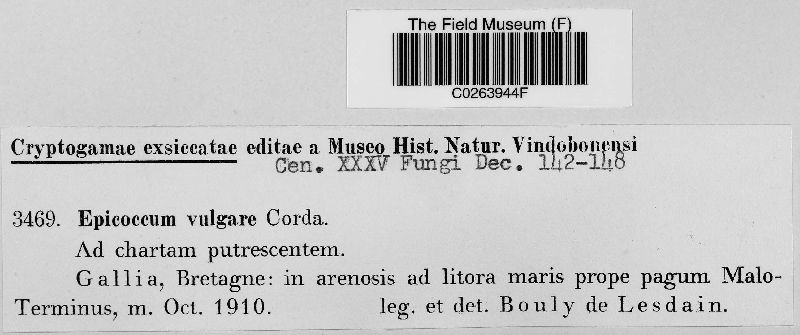 The Field Museum (F)
C0263944F
Cryptogamae exsiccatae editae a Museo Hist. Natur. Vindobonensi
Cen. XXXV Fungi Dec. 142-148
3469. Epicoccum vulgare Corda.
Ad chartam putrescentem.
Gallia, Bretagne: in arenosis ad litora maris prope pagum Malo-
Terminus, m. Oct. 1910. leg. et det. Bouly de Lesdain.